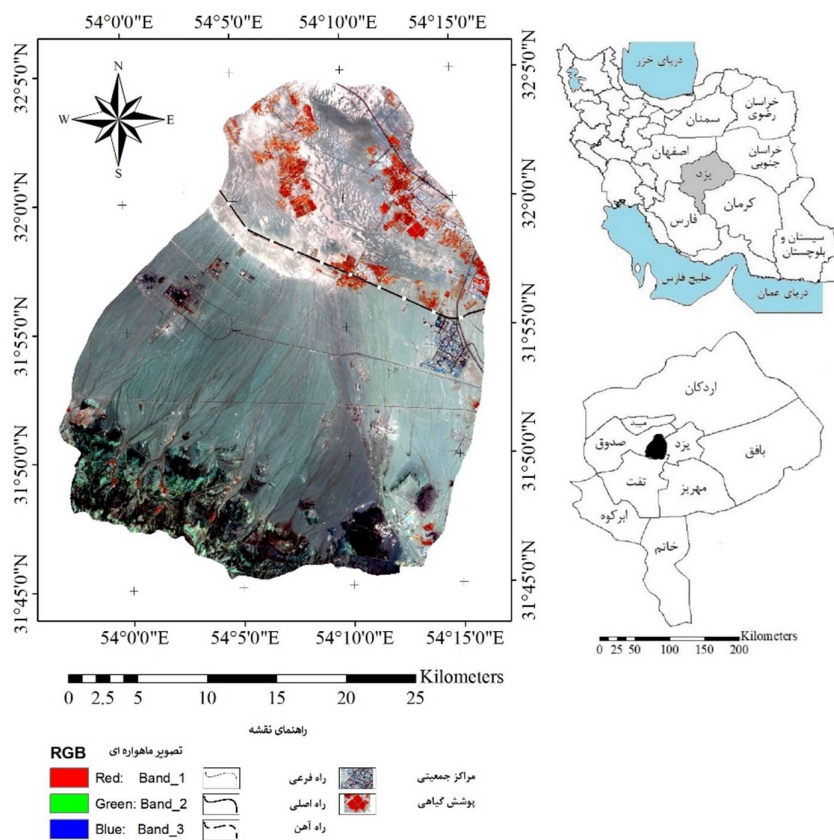 54°0'0"E 54°5'0"E 54°10'0"E 54°15'0"E
32°5'0"N
32°0'0"N
31°55'0"N
31°50'0"N
31°45'0"N
N
W E
S
32°5'0"N
32°0'0"N
31°55'0"N
31°50'0"N
31°45'0"N
54°0'0"E 54°5'0"E 54°10'0"E 54°15'0"E
Kilometers
0 2.5 5 10 15 20 25
دریای خزر
خراسان
رضوی
سمنان
خراسان
جنوبی
اصفهان
یزد
کرمان
فارس
سیستان و
بلوچستان
خلیج فارس
دریای عمان
اردکان
میبد
صدوق
یزد
بافق
تفت
مهریز
ابرکوه
خاتم
Kilometers
0 25 50 100 150 200
راهنمای نقشه
RGB تصویر ماهواره ای
Red: Band_1 راه فرعی مراکز جمعیتی
Green: Band_2 راه اصلی پوشش گیاهی
Blue: Band_3 راه آهن